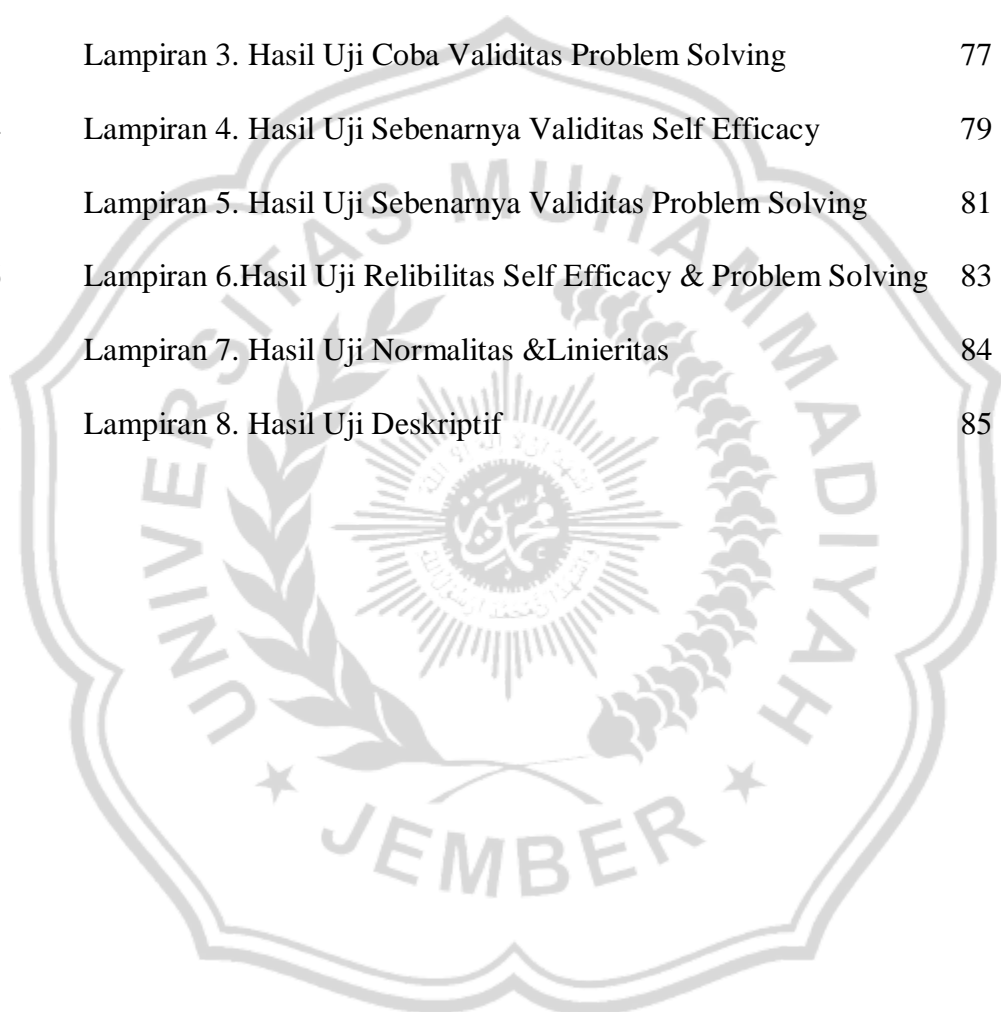 Lampiran 3. Hasil Uji Coba Validitas Problem Solving 77
Lampiran 4. Hasil Uji Sebenarnya Validitas Self Efficacy 79
Lampiran 5. Hasil Uji Sebenarnya Validitas Problem Solving 81
Lampiran 6.Hasil Uji Relibilitas Self Efficacy & Problem Solving 83
Lampiran 7. Hasil Uji Normalitas &Linieritas 84
Lampiran 8. Hasil Uji Deskriptif 85
UNIVERSITAS MUHAMMADIYAH
JEMBER